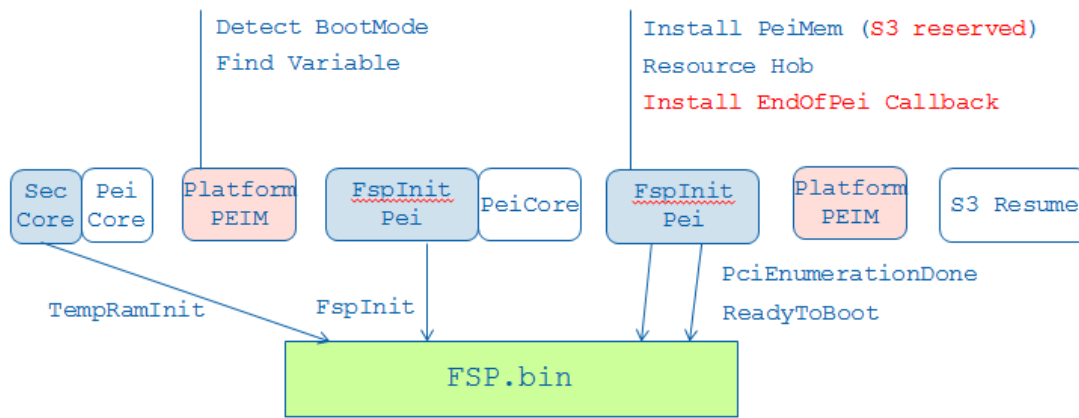 Detect BootMode
Find Variable
Install PeiMem (S3 reserved)
Resource Hob
Install EndOfPei Callback
Sec
Core
Pei
Core
Platform
PEIM
FspInit
Pei
PeiCore
FspInit
Pei
Platform
PEIM
S3 Resume
TempRamInit
FspInit
PciEnumerationDone
ReadyToBoot
FSP.bin